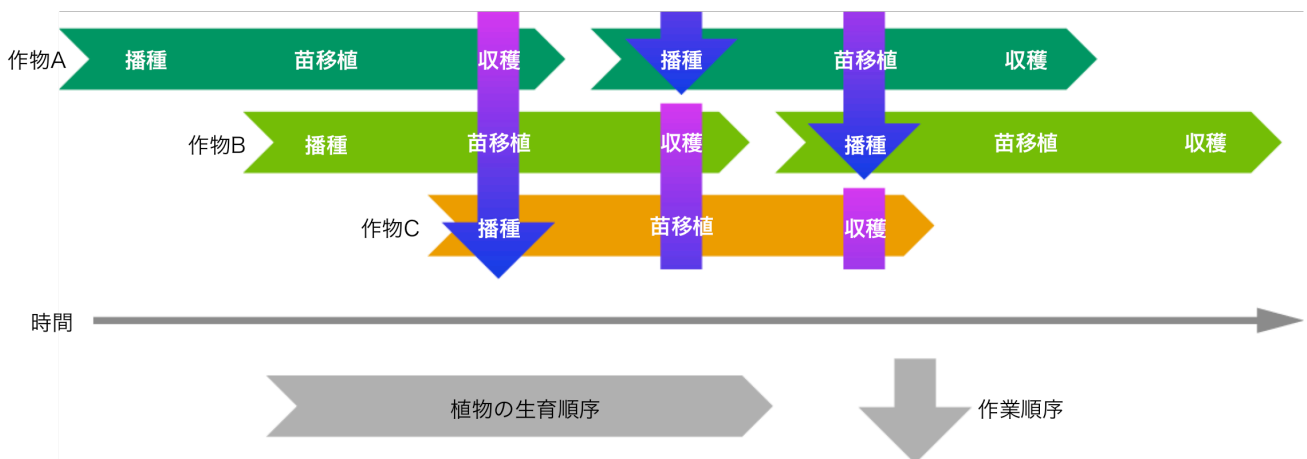 作物A
播種
苗移植
収穫
播種
苗移植
収穫
作物B
播種
苗移植
収穫
播種
苗移植
収穫
作物C
播種
苗移植
収穫
時間
植物の生育順序
作業順序